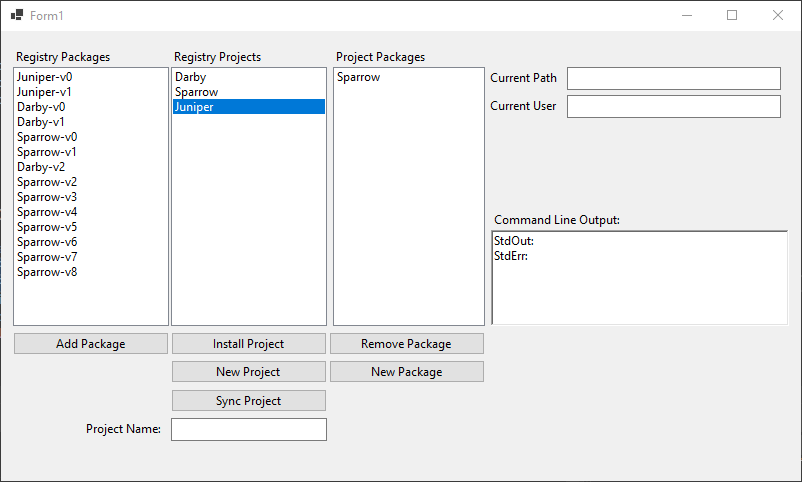 Form1
Registry Packages
Juniper-v0
Juniper-v1
Darby-v0
Darby-v1
Sparrow-v0
Sparrow-v1
Darby-v2
Sparrow-v2
Sparrow-v3
Sparrow-v4
Sparrow-v5
Sparrow-v6
Sparrow-v7
Sparrow-v8
Add Package
Registry Projects
Darby
Sparrow
Juniper
Install Project
New Project
Sync Project
Project Name:
Project Packages
Sparrow
Remove Package
New Package
Current Path
Current User
Command Line Output:
StdOut:
StdErr: